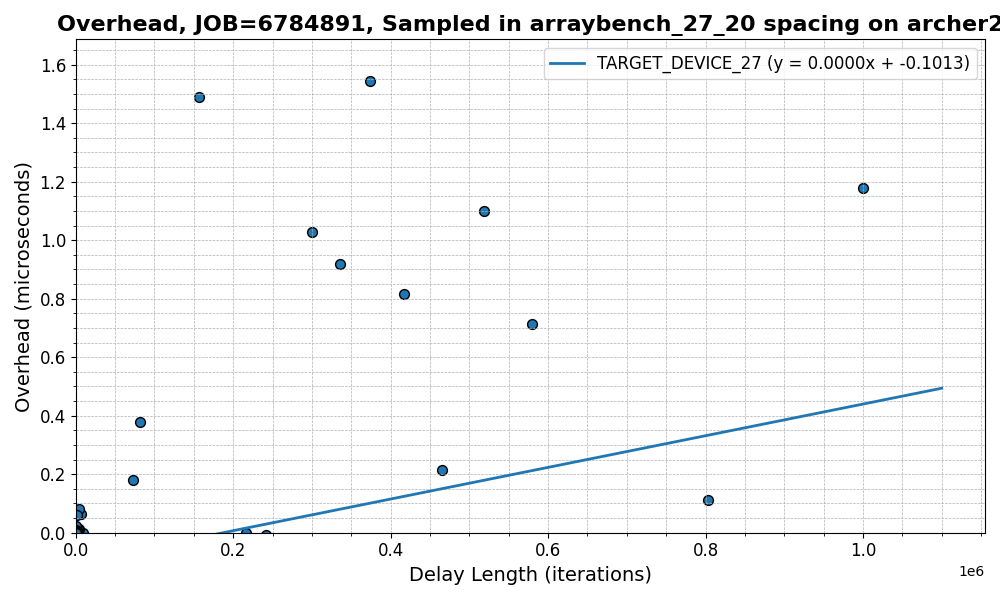 Overhead, JOB=6784891, Sampled in arraybench_27_20 spacing on archer2
TARGET_DEVICE_27 (y = 0.0000x + -0.1013)
Overhead (microseconds)
1.6
1.4
1.2
1.0
0.8
0.6
0.4
0.2
0.0
0.0 0.2 0.4 0.6 0.8 1.0
1e6
Delay Length (iterations)